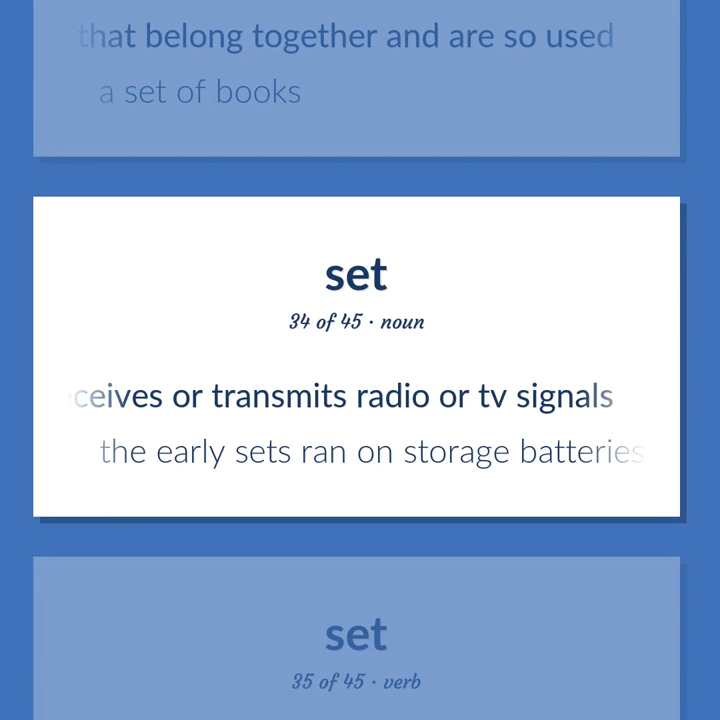 that belong together and are so used
a set of books
set
34 of 45 · noun
ceives or transmits radio or tv signals
the early sets ran on storage batteries
set
35 of 45 · verb